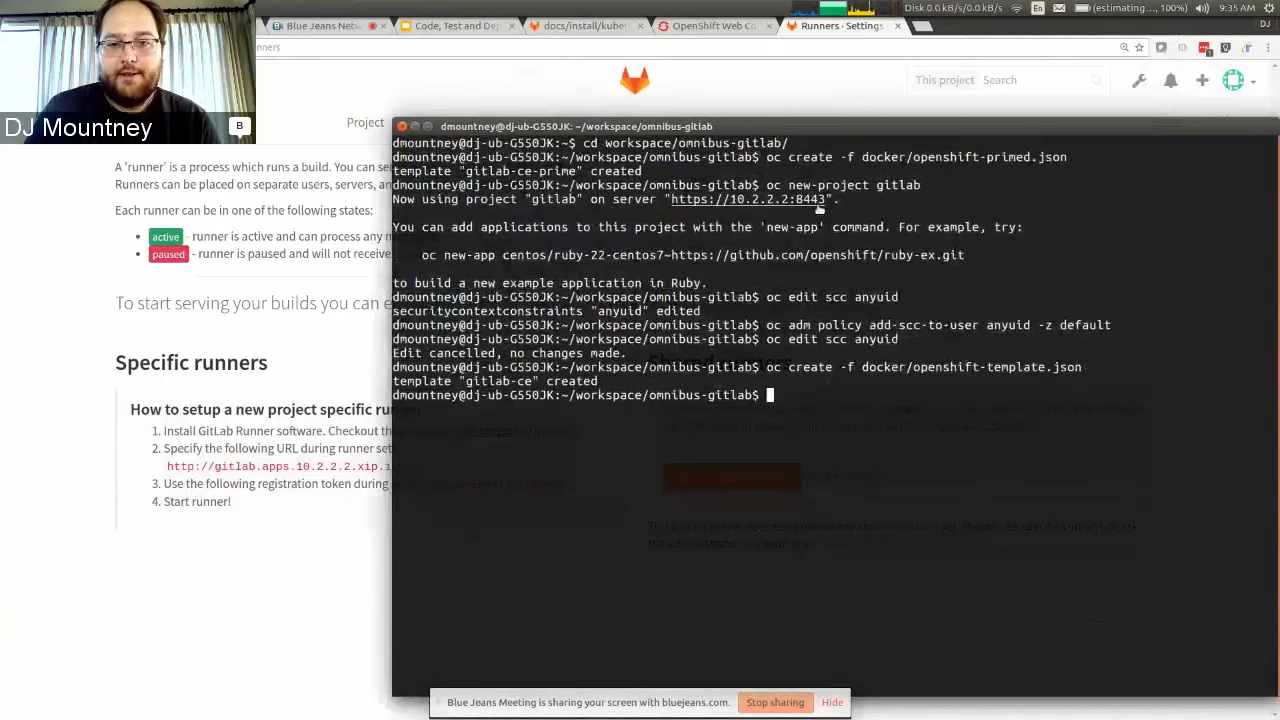 Disk 0.0 kB/s0.0 kB/s En (estimating..., 100%) 9:35 AM
Blue Jeans Netw
Code, Test and Dep
docs/install/kuber
OpenShift Web Co
Runners · Settings
DJ
nners
This project Search
DJ Mountney B
Project
A 'runner' is a process which runs a build. You can set
Runners can be placed on separate users, servers, an
Each runner can be in one of the following states:
active - runner is active and can process any n
paused - runner is paused and will not receive
To start serving your builds you can e
Specific runners
How to setup a new project specific run
1. Install GitLab Runner software. Checkout th
2. Specify the following URL during runner set
http://gitlab.apps.10.2.2.2.xip.i
3. Use the following registration token during
4. Start runner!
Shared runners
dmountney@dj-ub-G550JK: ~/workspace/omnibus-gitlab
dmountney@dj-ub-G550JK:~$ cd workspace/omnibus-gitlab/
dmountney@dj-ub-G550JK:~/workspace/omnibus-gitlab$ oc create -f docker/openshift-primed.json
template "gitlab-ce-prime" created
dmountney@dj-ub-G550JK:~/workspace/omnibus-gitlab$ oc new-project gitlab
Now using project "gitlab" on server "https://10.2.2.2:8443".
You can add applications to this project with the 'new-app' command. For example, try:
oc new-app centos/ruby-22-centos7~https://github.com/openshift/ruby-ex.git
to build a new example application in Ruby.
dmountney@dj-ub-G550JK:~/workspace/omnibus-gitlab$ oc edit scc anyuid
securitycontextconstraints "anyuid" edited
dmountney@dj-ub-G550JK:~/workspace/omnibus-gitlab$ oc adm policy add-scc-to-user anyuid -z default
dmountney@dj-ub-G550JK:~/workspace/omnibus-gitlab$ oc edit scc anyuid
Edit cancelled, no changes made.
dmountney@dj-ub-G550JK:~/workspace/omnibus-gitlab$ oc create -f docker/openshift-template.json
template "gitlab-ce" created
dmountney@dj-ub-G550JK:~/workspace/omnibus-gitlab$
Blue Jeans Meeting is sharing your screen with bluejeans.com. Stop sharing Hide